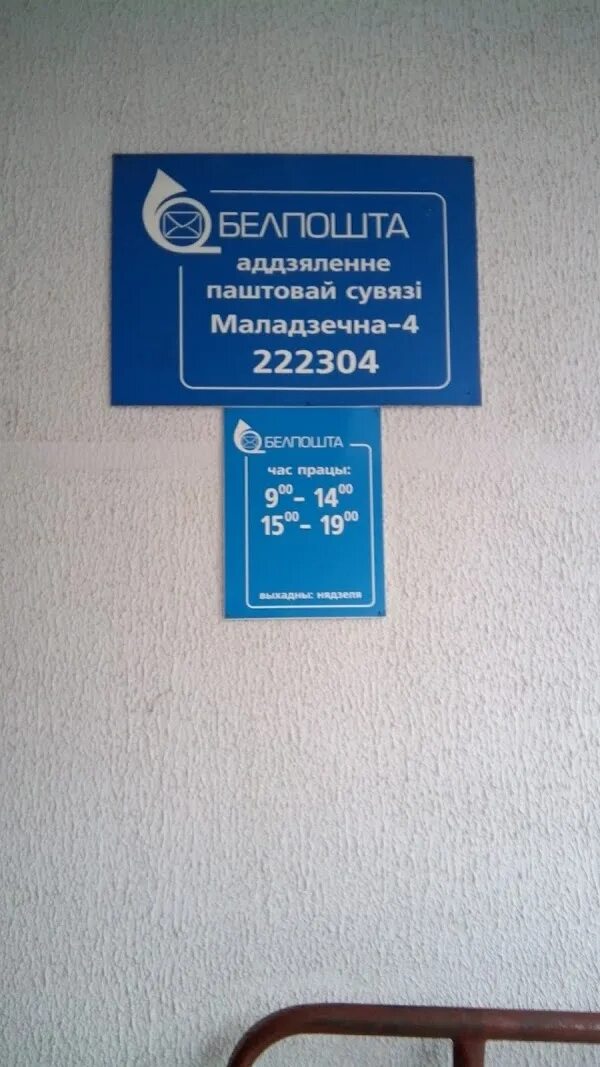 БЕЛПОШТА
аддзяленне
паштовай сувязі
Маладзечна-4
222304
БЕЛПОШТА
час працы:
9⁰⁰ - 14⁰⁰
15⁰⁰ - 19⁰⁰
выхадны: нядзеля